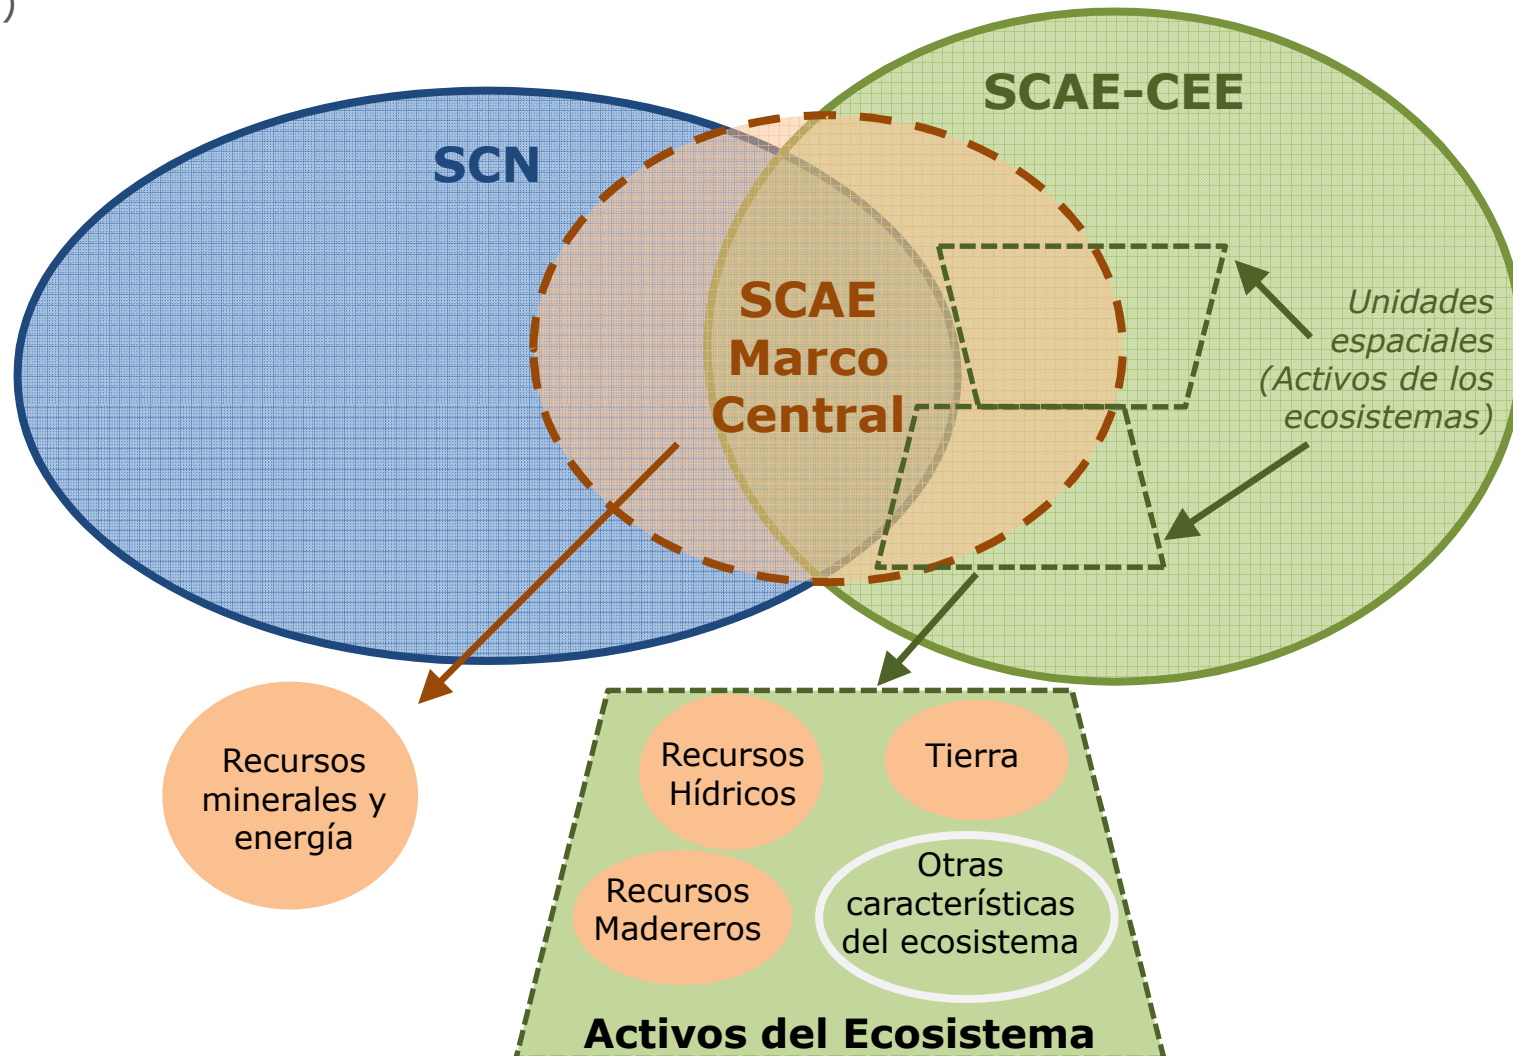 )
SCAE–CEE
SCN
SCAE
Marco
Central
Unidades
espaciales
(Activos de los
ecosistemas)
Recursos
minerales y
energía
Recursos
Hídricos
Tierra
Recursos
Madereros
Otras
características
del ecosistema
Activos del Ecosistema